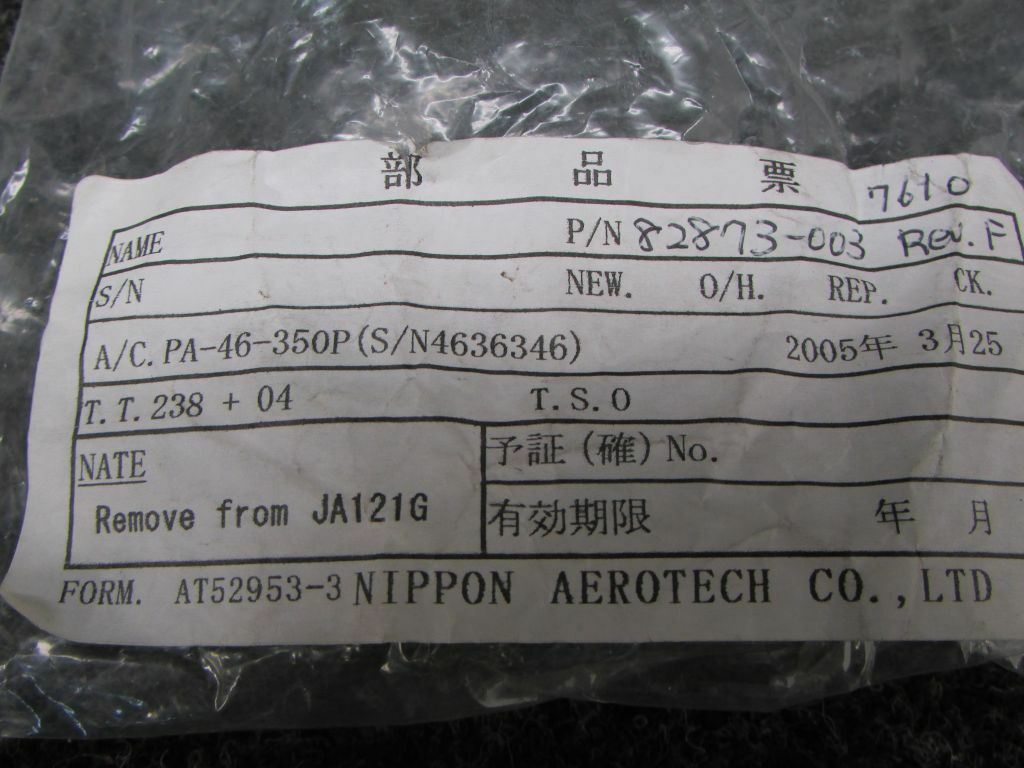 部 品 票 7610
NAME P/N 82873-003 Rev. F
S/N NEW. O/H. REP. CK.
A/C. PA-46-350P(S/N4636346) 2005年 3月25
T.T. 238 + 04 T.S.O
NATE
Remove from JA121G
予証(確)No.
有効期限 年 月
FORM. AT52953-3 NIPPON AEROTECH CO.,LTD